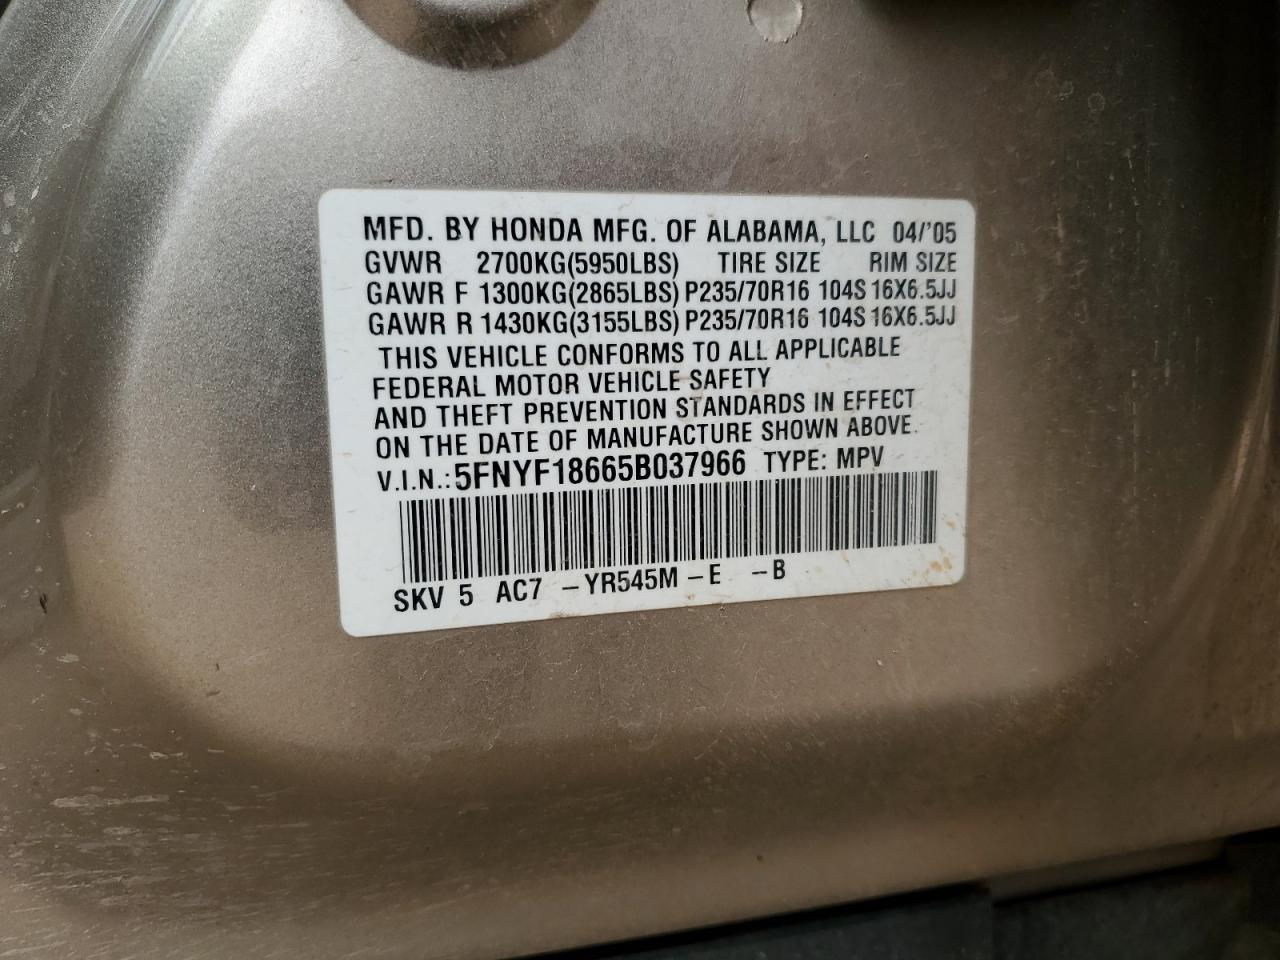 MFD. BY HONDA MFG. OF ALABAMA, LLC 04/'05
GVWR 2700KG(5950LBS) TIRE SIZE RIM SIZE
GAWR F 1300KG(2865LBS) P235/70R16 104S 16X6.5JJ
GAWR R 1430KG(3155LBS) P235/70R16 104S 16X6.5JJ
THIS VEHICLE CONFORMS TO ALL APPLICABLE
FEDERAL MOTOR VEHICLE SAFETY
AND THEFT PREVENTION STANDARDS IN EFFECT
ON THE DATE OF MANUFACTURE SHOWN ABOVE.
V.I.N.: 5FNYF18665B037966 TYPE: MPV
SKV 5 AC7 –YR545M – E – B